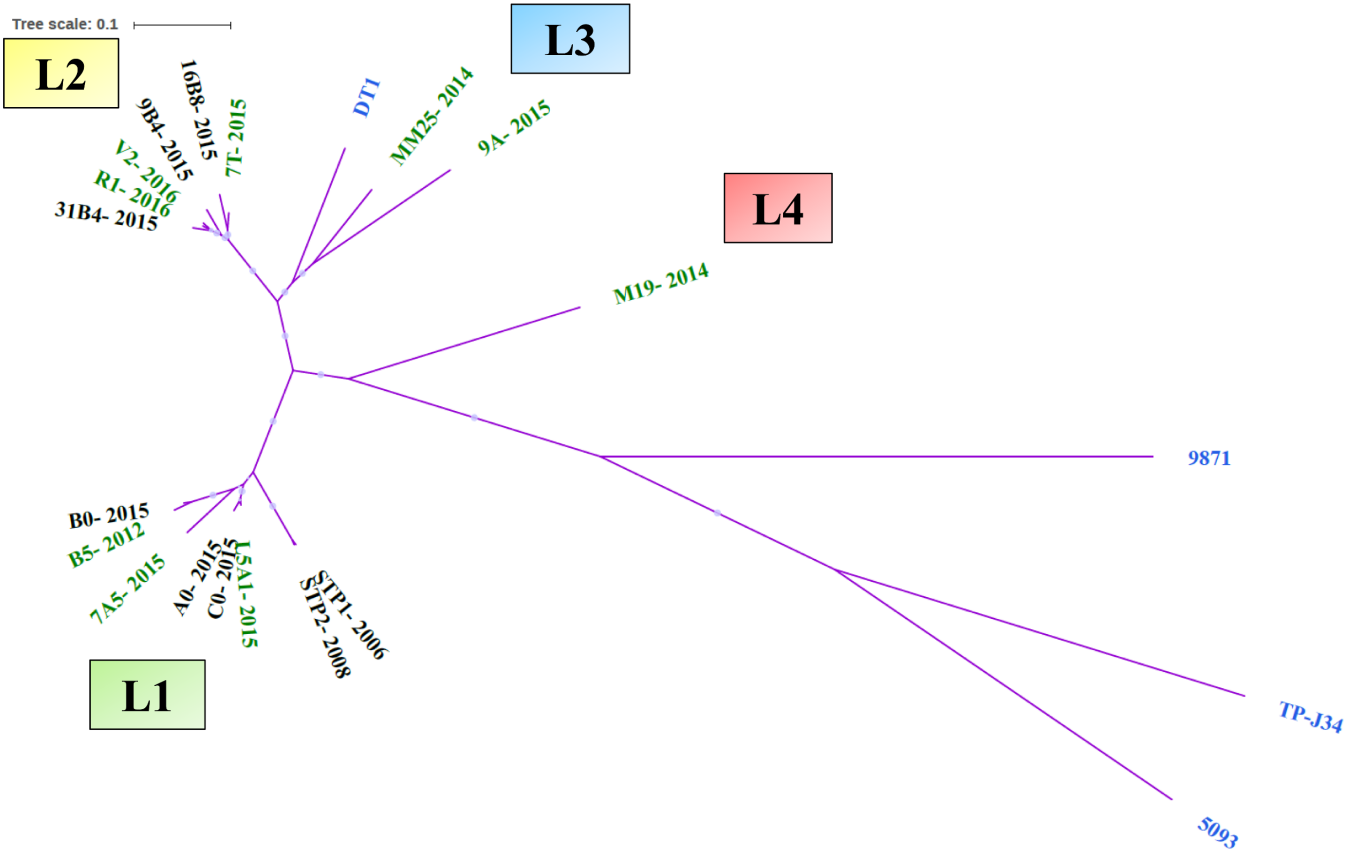 Tree scale: 0.1
L2
L3
16B8- 2015
9B4- 2015
7T- 2015
V2- 2016
R1- 2016
31B4- 2015
DT1
MM25- 2014
9A- 2015
L4
M19- 2014
9871
B0- 2015
B5- 2012
7A5- 2015
A0- 2015
C0- 2015
L5A1- 2015
STP1- 2006
STP2- 2008
L1
TP-J34
5093